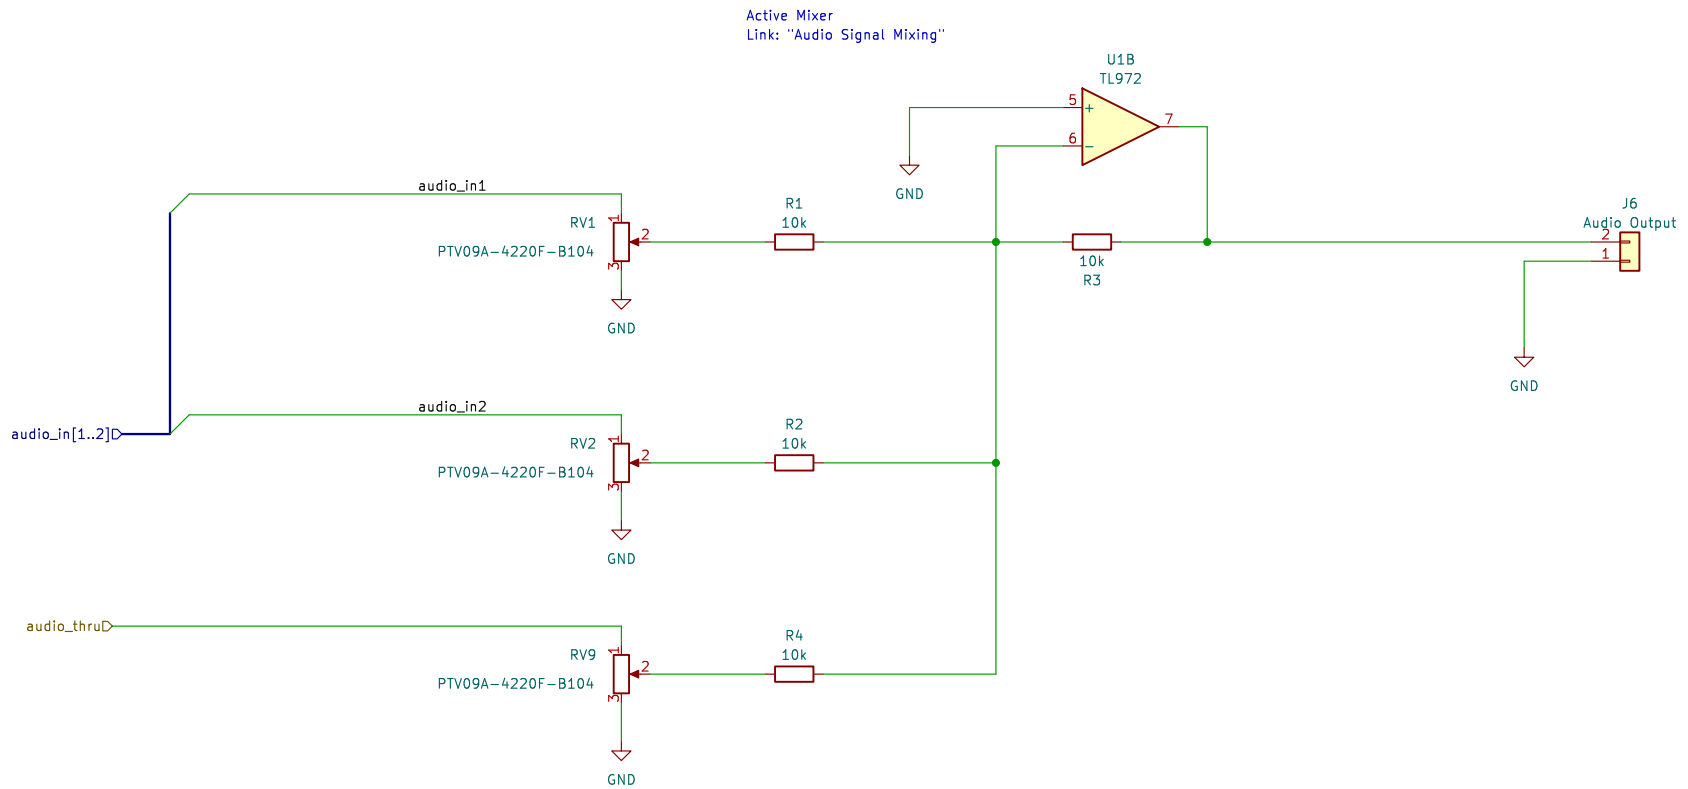 Active Mixer
Link: "Audio Signal Mixing"
U1B
TL972
5
+
7
6
-
GND
audio_in1
RV1
PTV09A-4220F-B104
1
2
3
GND
R1
10k
10k
R3
J6
Audio Output
2
1
GND
audio_in[1..2]
audio_in2
RV2
PTV09A-4220F-B104
1
2
3
GND
R2
10k
audio_thru
RV9
PTV09A-4220F-B104
1
2
3
GND
R4
10k